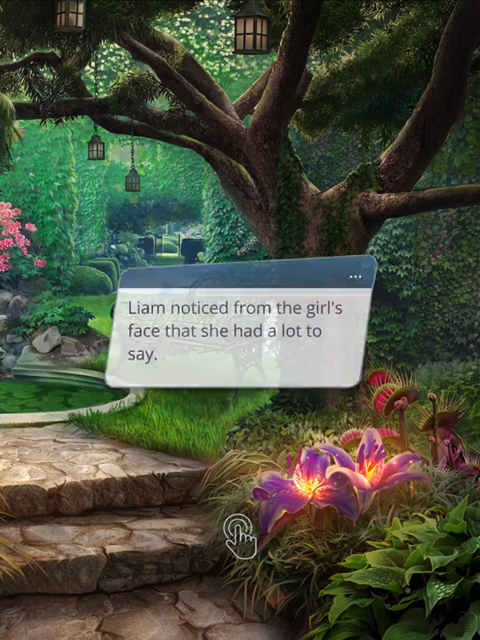 ...
Liam noticed from the girl's
face that she had a lot to
say.